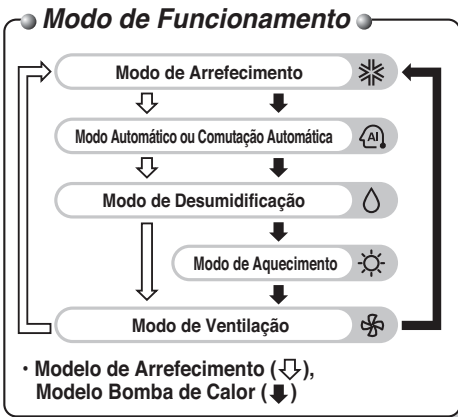 Modo de Funcionamento
Modo de Arrefecimento
Modo Automático ou Comutação Automática
AI
Modo de Desumidificação
Modo de Aquecimento
Modo de Ventilação
· Modelo de Arrefecimento (⇩),
Modelo Bomba de Calor (🡇)